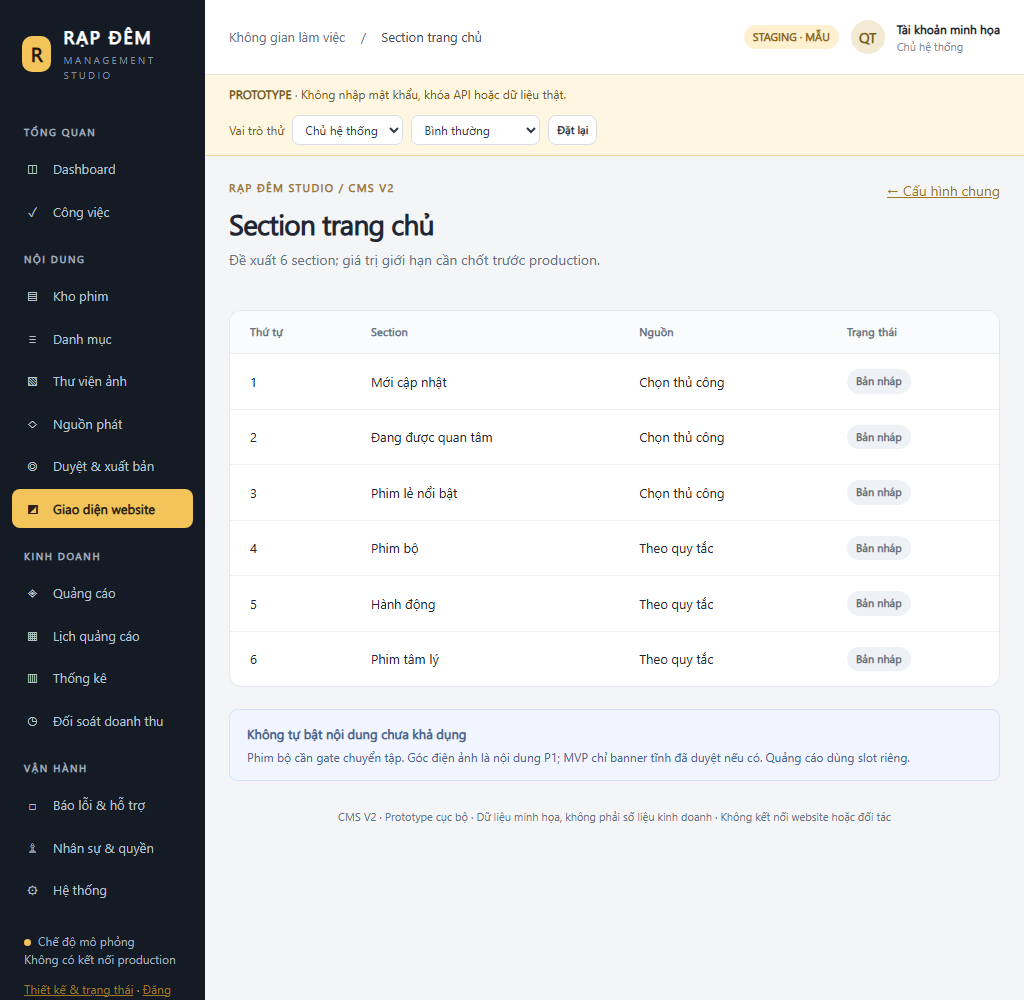 R
RẠP ĐÊM
MANAGEMENT
STUDIO
TỔNG QUAN
Dashboard
Công việc
NỘI DUNG
Kho phim
Danh mục
Thư viện ảnh
Nguồn phát
Duyệt & xuất bản
Giao diện website
KINH DOANH
Quảng cáo
Lịch quảng cáo
Thống kê
Đối soát doanh thu
VẬN HÀNH
Báo lỗi & hỗ trợ
Nhân sự & quyền
Hệ thống
Chế độ mô phỏng
Không có kết nối production
Thiết kế & trạng thái · Đăng
Không gian làm việc / Section trang chủ
STAGING · MẪU
QT
Tài khoản minh họa
Chủ hệ thống
PROTOTYPE · Không nhập mật khẩu, khóa API hoặc dữ liệu thật.
Vai trò thử Chủ hệ thống Bình thường Đặt lại
RẠP ĐÊM STUDIO / CMS V2
← Cấu hình chung
Section trang chủ
Đề xuất 6 section; giá trị giới hạn cần chốt trước production.
Thứ tự Section Nguồn Trạng thái
1 Mới cập nhật Chọn thủ công Bản nháp
2 Đang được quan tâm Chọn thủ công Bản nháp
3 Phim lẻ nổi bật Chọn thủ công Bản nháp
4 Phim bộ Theo quy tắc Bản nháp
5 Hành động Theo quy tắc Bản nháp
6 Phim tâm lý Theo quy tắc Bản nháp
Không tự bật nội dung chưa khả dụng
Phim bộ cần gate chuyển tập. Góc điện ảnh là nội dung P1; MVP chỉ banner tĩnh đã duyệt nếu có. Quảng cáo dùng slot riêng.
CMS V2 · Prototype cục bộ · Dữ liệu minh họa, không phải số liệu kinh doanh · Không kết nối website hoặc đối tác